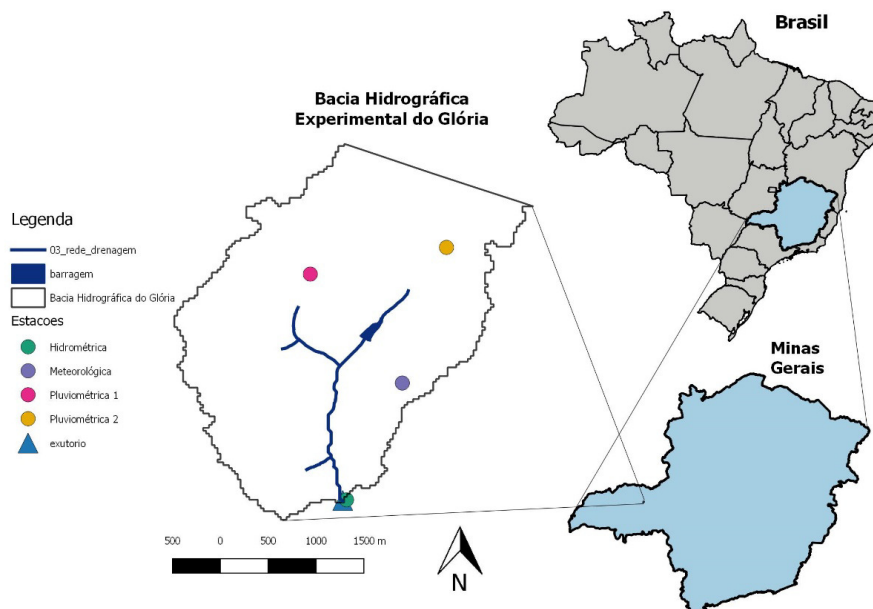 Brasil
Bacia Hidrográfica
Experimental do Glória
Legenda
03_rede_drenagem
barragem
Bacia Hidrográfica do Glória
Estacoes
Hidrométrica
Meteorológica
Pluviométrica 1
Pluviométrica 2
exutorio
Minas
Gerais
500 0 500 1000 1500 m
N